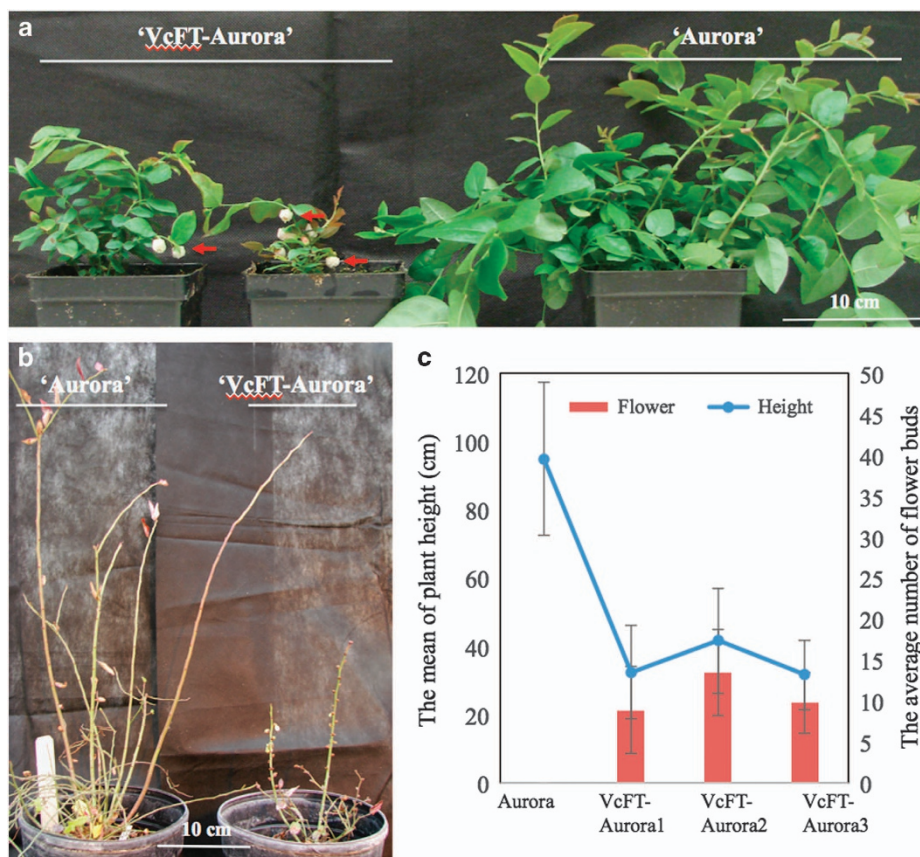 a
‘VcFT-Aurora’
‘Aurora’
10 cm
b
‘Aurora’
‘VcFT-Aurora’
10 cm
c
The mean of plant height (cm)
120
100
80
60
40
20
0
Flower
Height
50
45
40
35
30
25
20
15
10
5
0
The average number of flower buds
Aurora
VcFT-
Aurora1
VcFT-
Aurora2
VcFT-
Aurora3